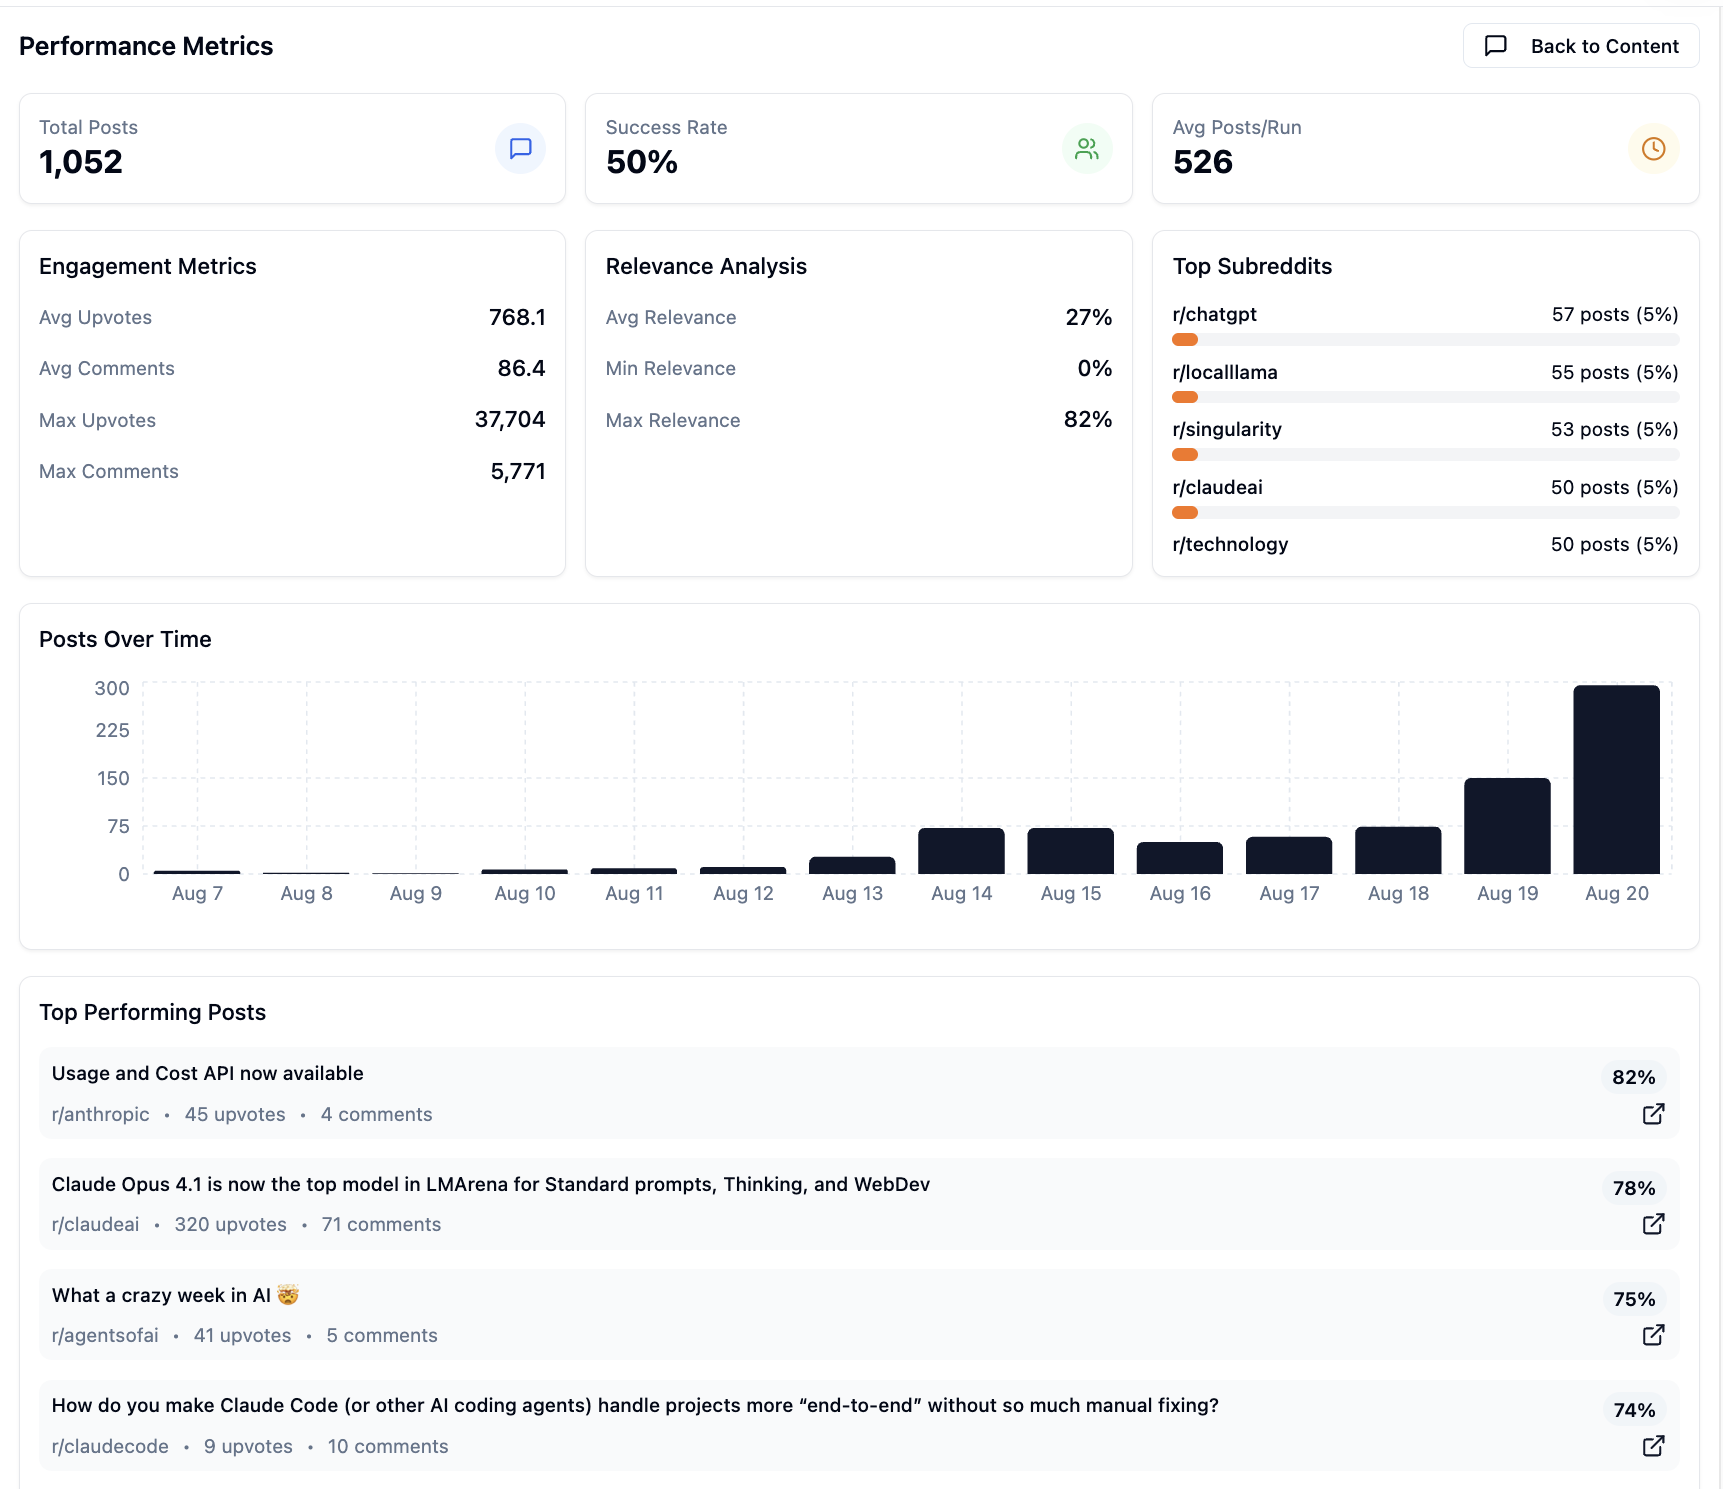 Performance Metrics
Back to Content
Total Posts
1,052
Success Rate
50%
Avg Posts/Run
526
Engagement Metrics
Avg Upvotes 768.1
Avg Comments 86.4
Max Upvotes 37,704
Max Comments 5,771
Relevance Analysis
Avg Relevance 27%
Min Relevance 0%
Max Relevance 82%
Top Subreddits
r/chatgpt 57 posts (5%)
r/localllama 55 posts (5%)
r/singularity 53 posts (5%)
r/claudeai 50 posts (5%)
r/technology 50 posts (5%)
Posts Over Time
300
225
150
75
0
Aug 7 Aug 8 Aug 9 Aug 10 Aug 11 Aug 12 Aug 13 Aug 14 Aug 15 Aug 16 Aug 17 Aug 18 Aug 19 Aug 20
Top Performing Posts
Usage and Cost API now available
82%
r/anthropic • 45 upvotes • 4 comments
Claude Opus 4.1 is now the top model in LMArena for Standard prompts, Thinking, and WebDev
78%
r/claudeai • 320 upvotes • 71 comments
What a crazy week in AI 🤯
75%
r/agentsofai • 41 upvotes • 5 comments
How do you make Claude Code (or other AI coding agents) handle projects more “end-to-end” without so much manual fixing?
74%
r/claudecode • 9 upvotes • 10 comments